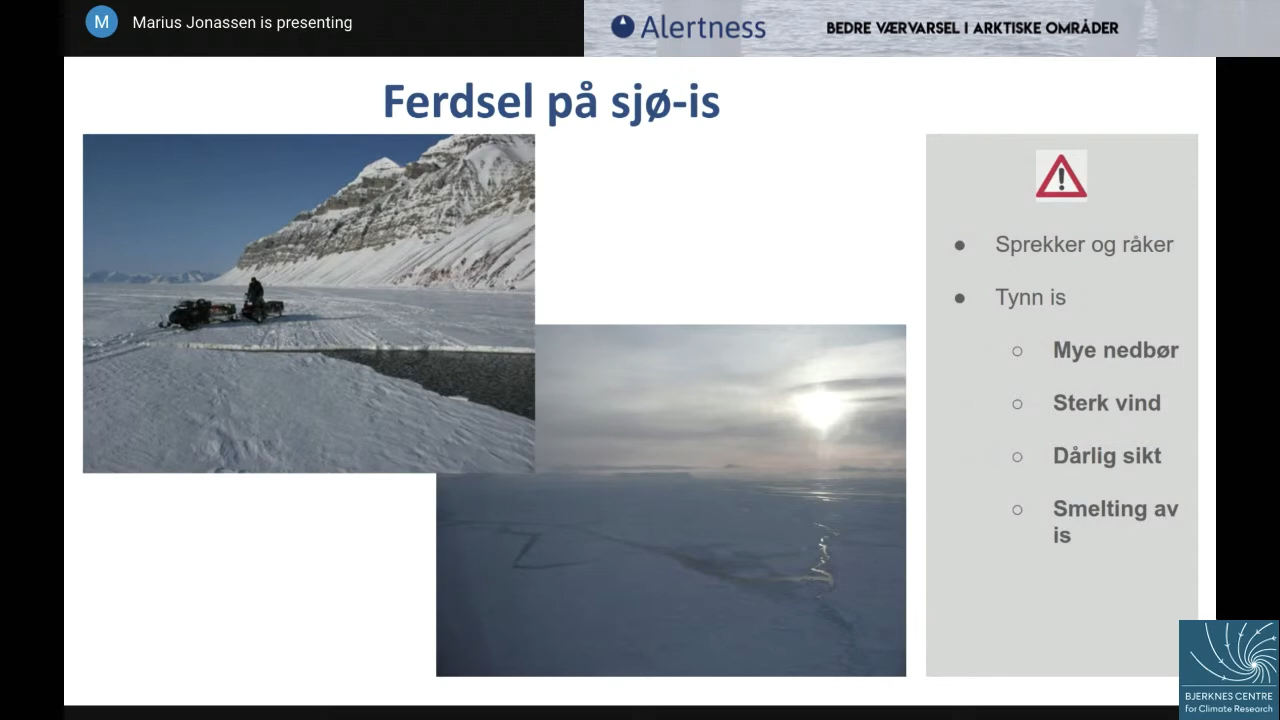 M
Marius Jonassen is presenting
Alertness
BEDRE VÆRVARSEL I ARKTISKE OMRÅDER
Ferdsel på sjø-is
Sprekker og råker
Tynn is
Mye nedbør
Sterk vind
Dårlig sikt
Smelting av
is
BJERKNES CENTRE
for Climate Research